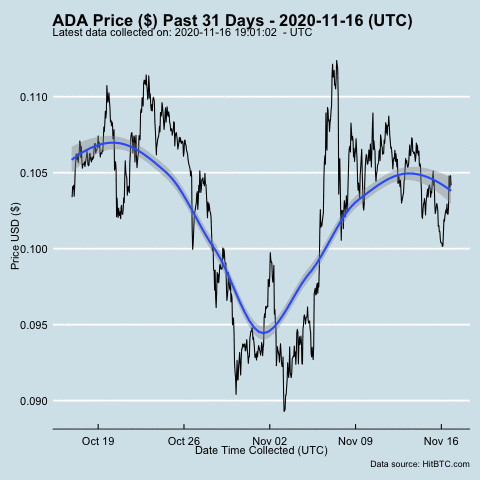 ADA Price ($) Past 31 Days - 2020-11-16 (UTC)
Latest data collected on: 2020-11-16 19:01:02  - UTC
Price USD ($)
0.110
0.105
0.100
0.095
0.090
Oct 19
Oct 26
Nov 02
Nov 09
Nov 16
Date Time Collected (UTC)
Data source: HitBTC.com